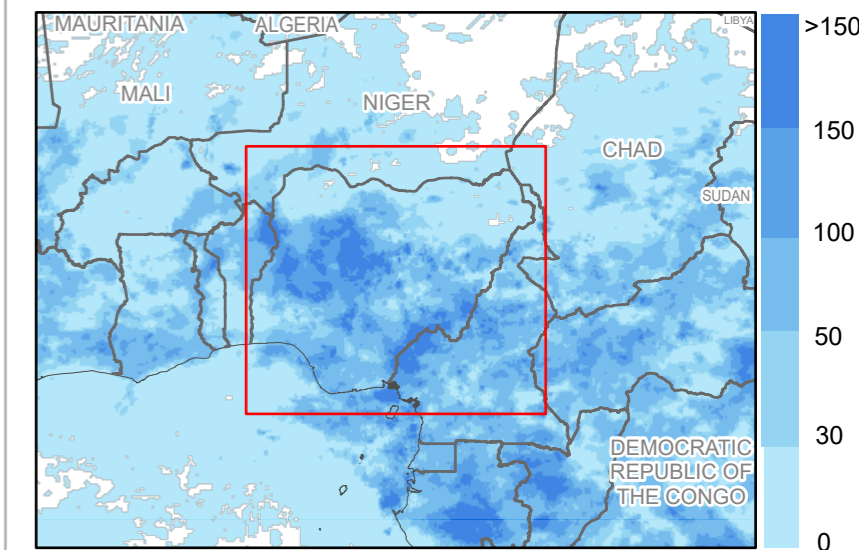 MAURITANIA
ALGERIA
LIBYA
MALI
NIGER
CHAD
SUDAN
DEMOCRATIC
REPUBLIC OF
THE CONGO
>150
150
100
50
30
0